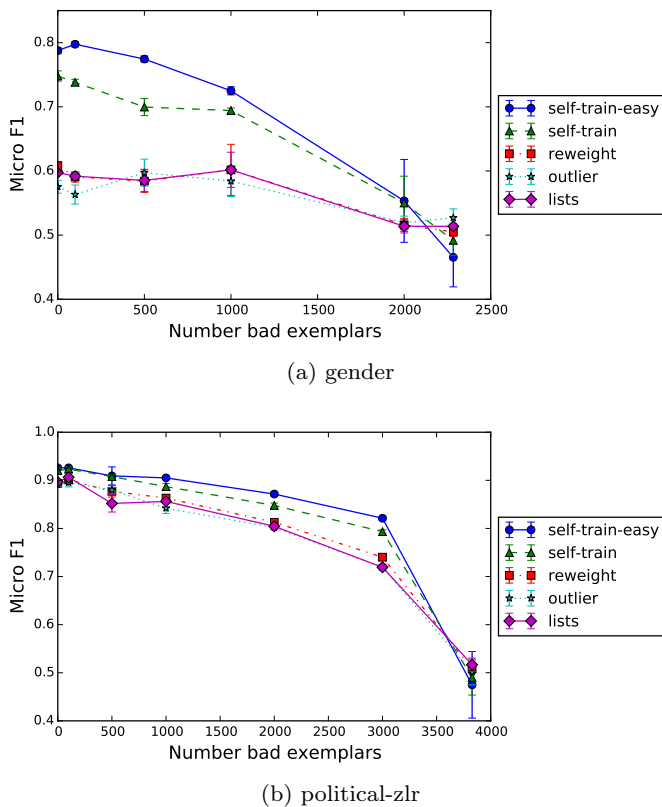 0.8
0.7
0.6
0.5
0.4
Micro F1
0 500 1000 1500 2000 2500
Number bad exemplars
self-train-easy
self-train
reweight
outlier
lists
(a) gender
1.0
0.9
0.8
0.7
0.6
0.5
0.4
Micro F1
0 500 1000 1500 2000 2500 3000 3500 4000
Number bad exemplars
self-train-easy
self-train
reweight
outlier
lists
(b) political-zlr